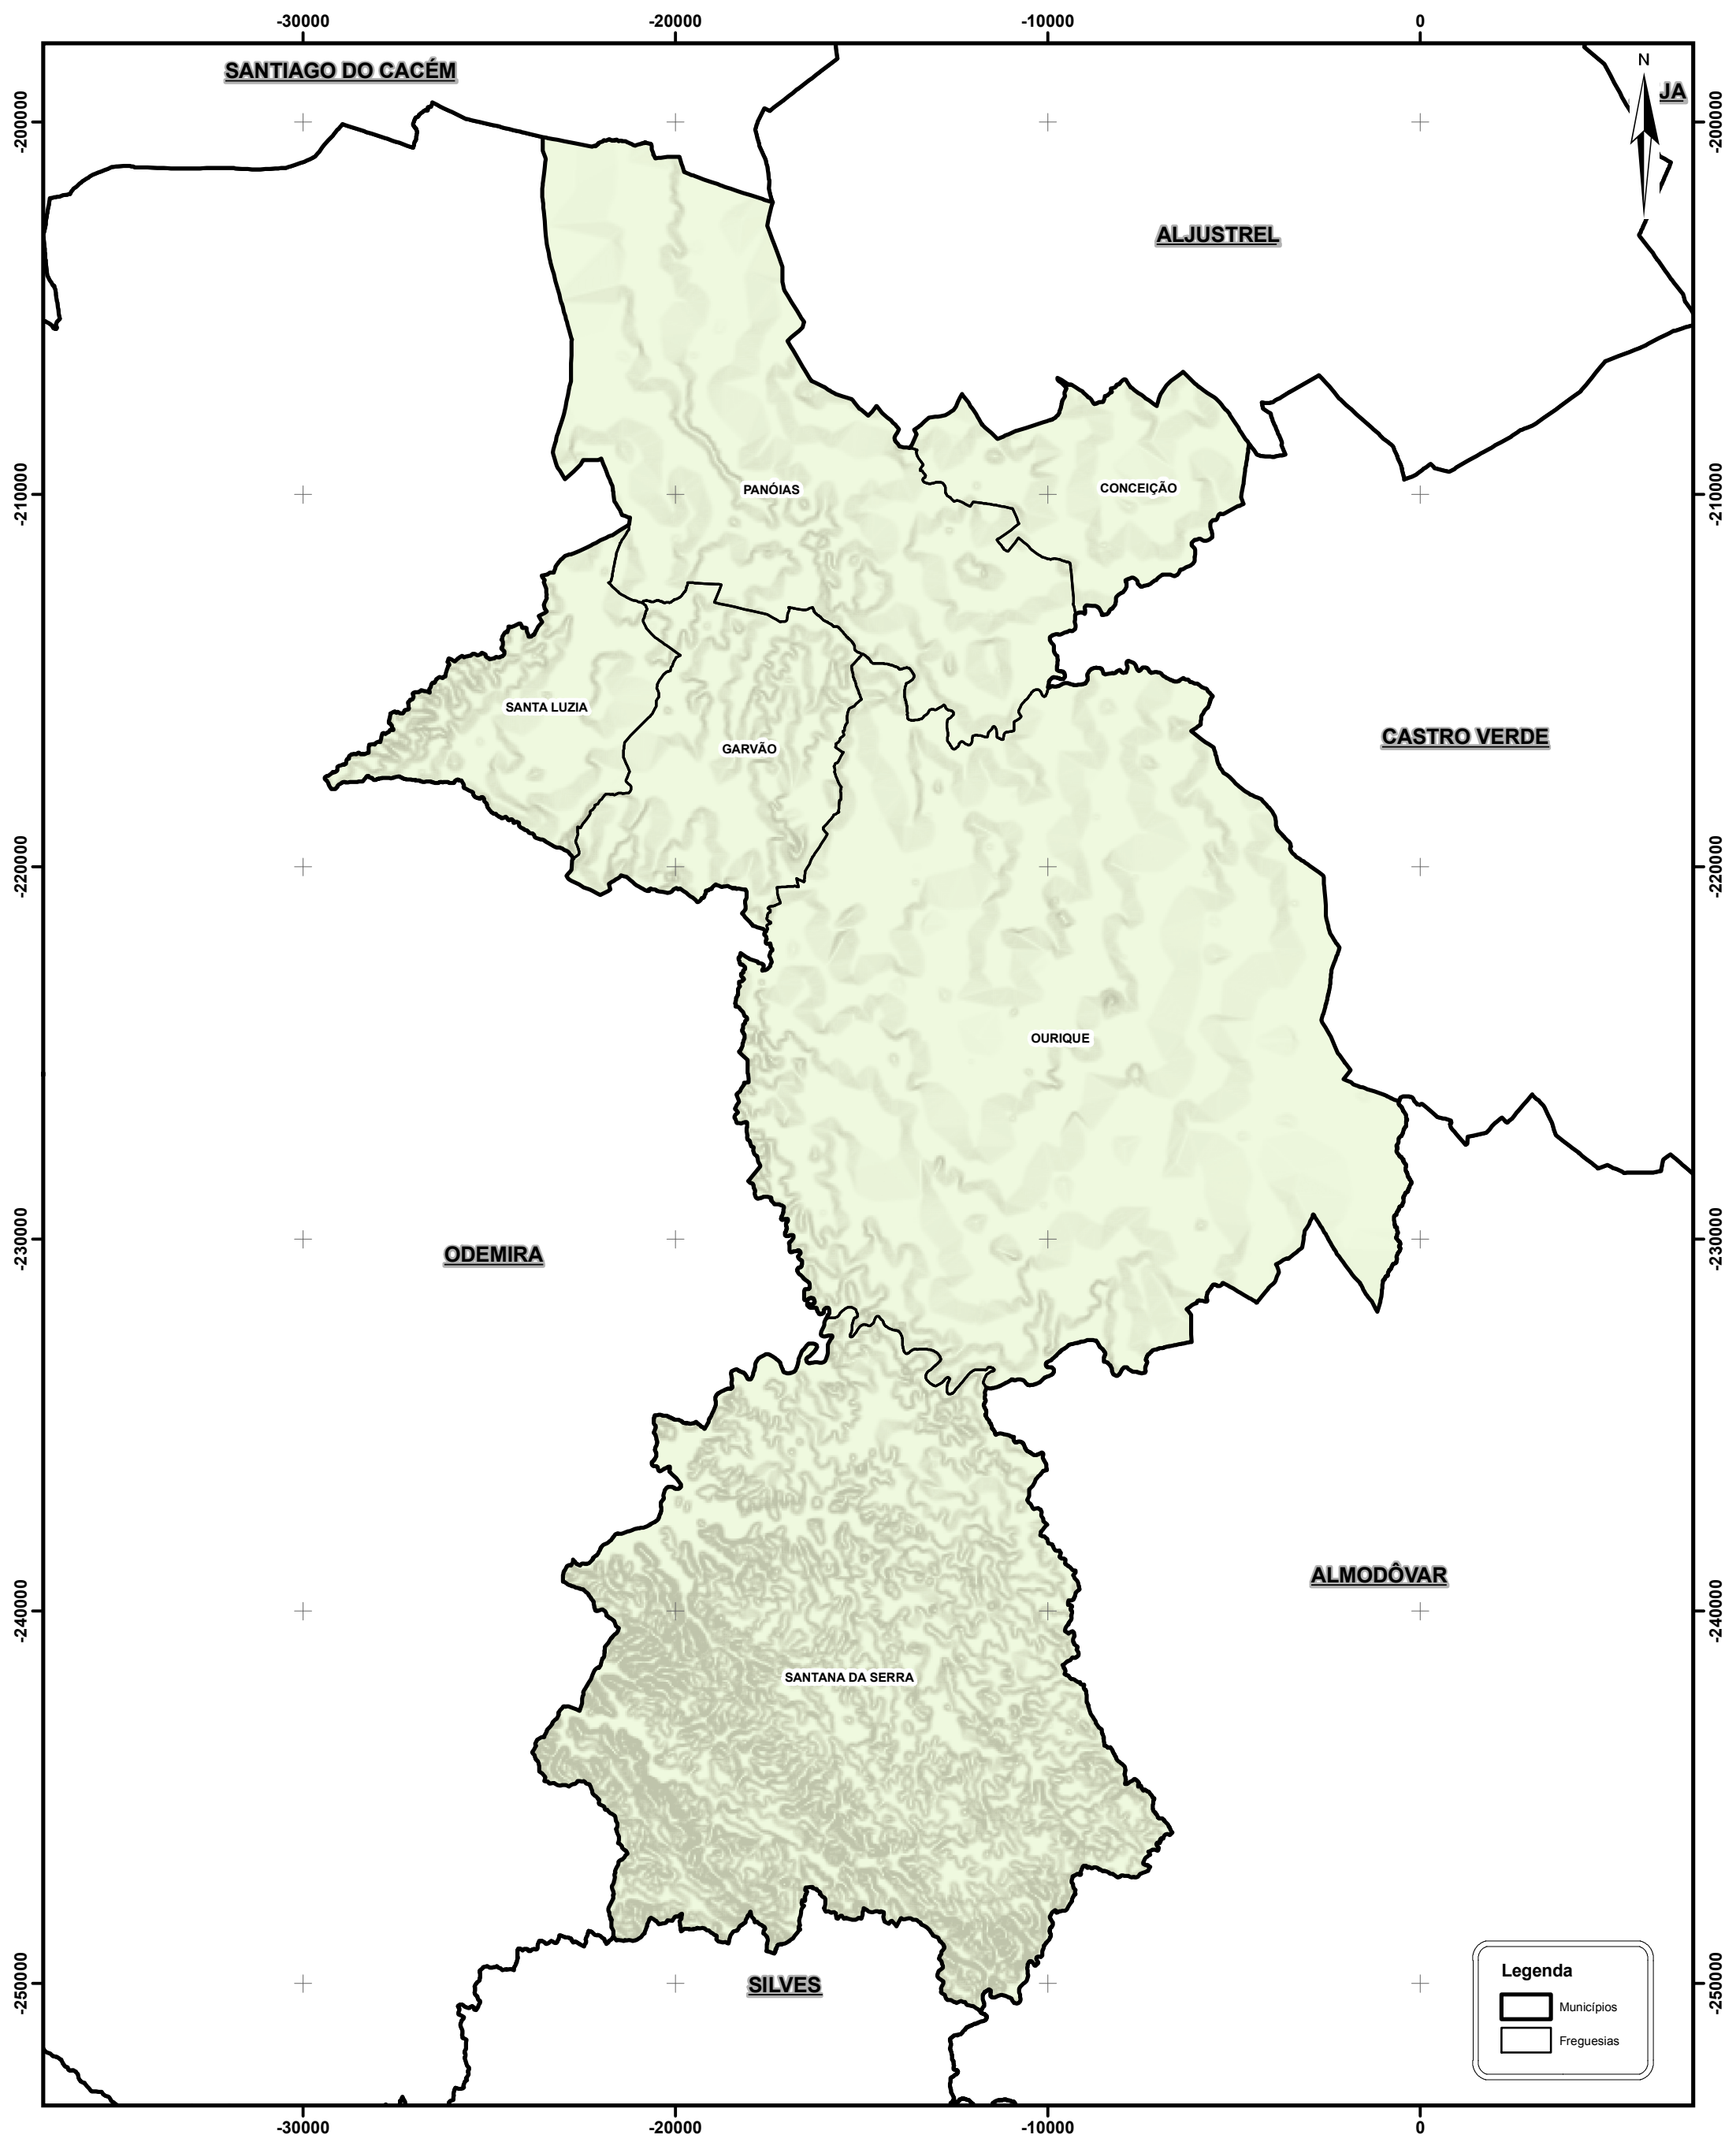 -30000 -20000 -10000 0
SANTIAGO DO CACÉM
N
JA
-200000 -200000
ALJUSTREL
PANÓIAS
CONCEIÇÃO
-210000 -210000
SANTA LUZIA
CASTRO VERDE
GARVÃO
-220000 -220000
OURIQUE
-230000 -230000
ODEMIRA
ALMODÔVAR
-240000 -240000
SANTANA DA SERRA
Legenda
SILVES
-250000 -250000
Municípios
Freguesias
-30000 -20000 -10000 0